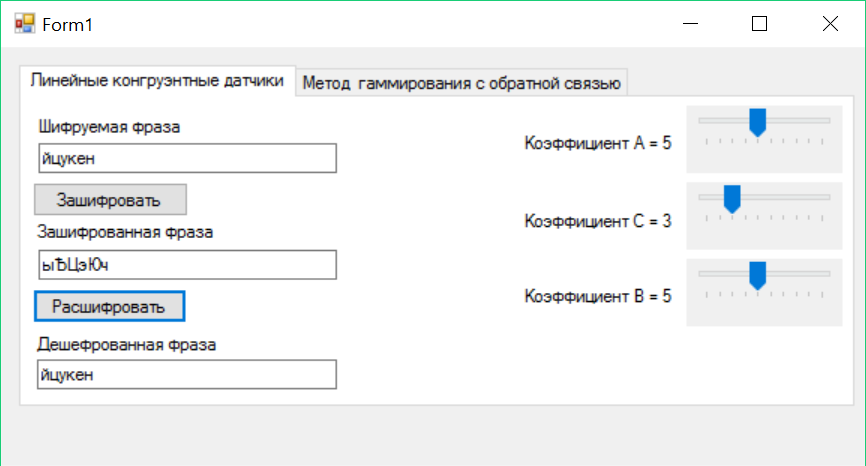 Form1
Линейные конгруэнтные датчики
Метод гаммирования с обратной связью
Шифруемая фраза
йцукен
Зашифровать
Зашифрованная фраза
ыЂЦэЮч
Расшифровать
Дешефрованная фраза
йцукен
Коэффициент A = 5
Коэффициент C = 3
Коэффициент B = 5